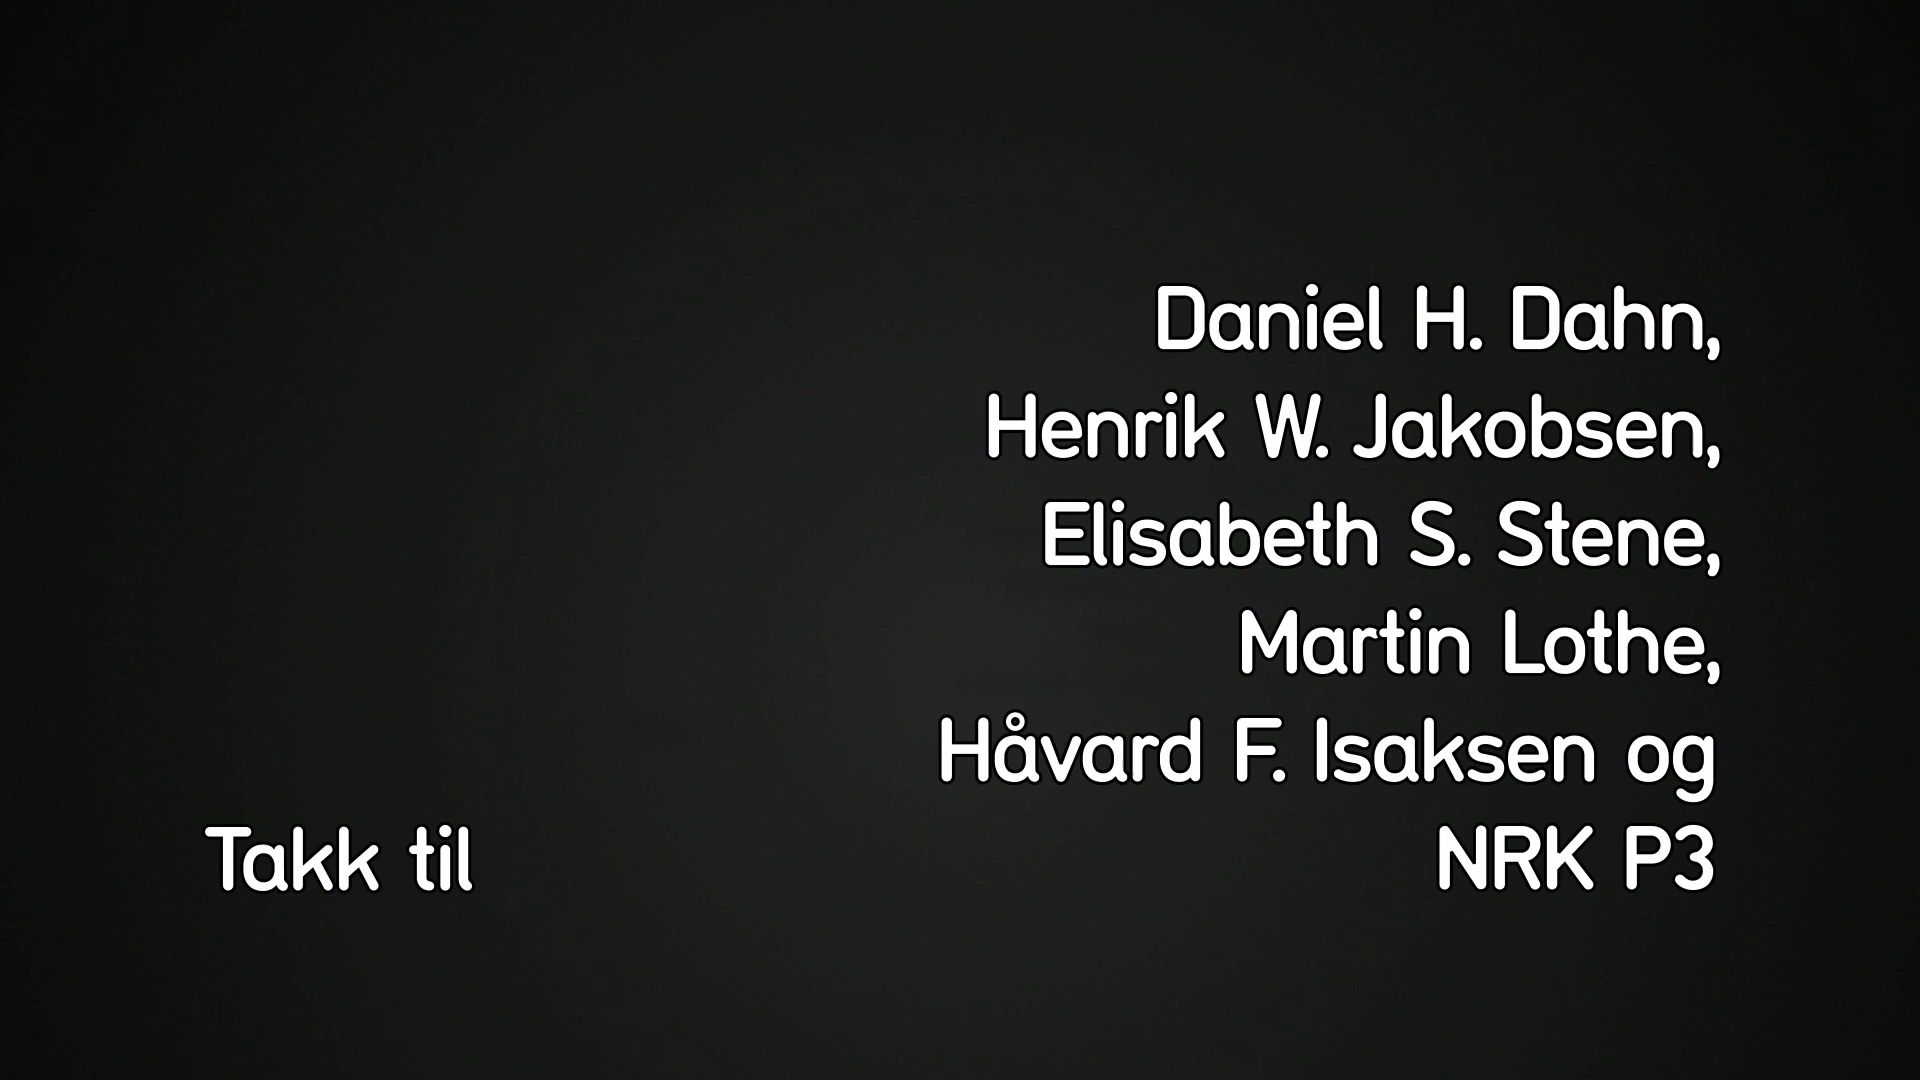 Daniel H. Dahn,
Henrik W. Jakobsen,
Elisabeth S. Stene,
Martin Lothe,
Håvard F. Isaksen og
Takk til NRK P3